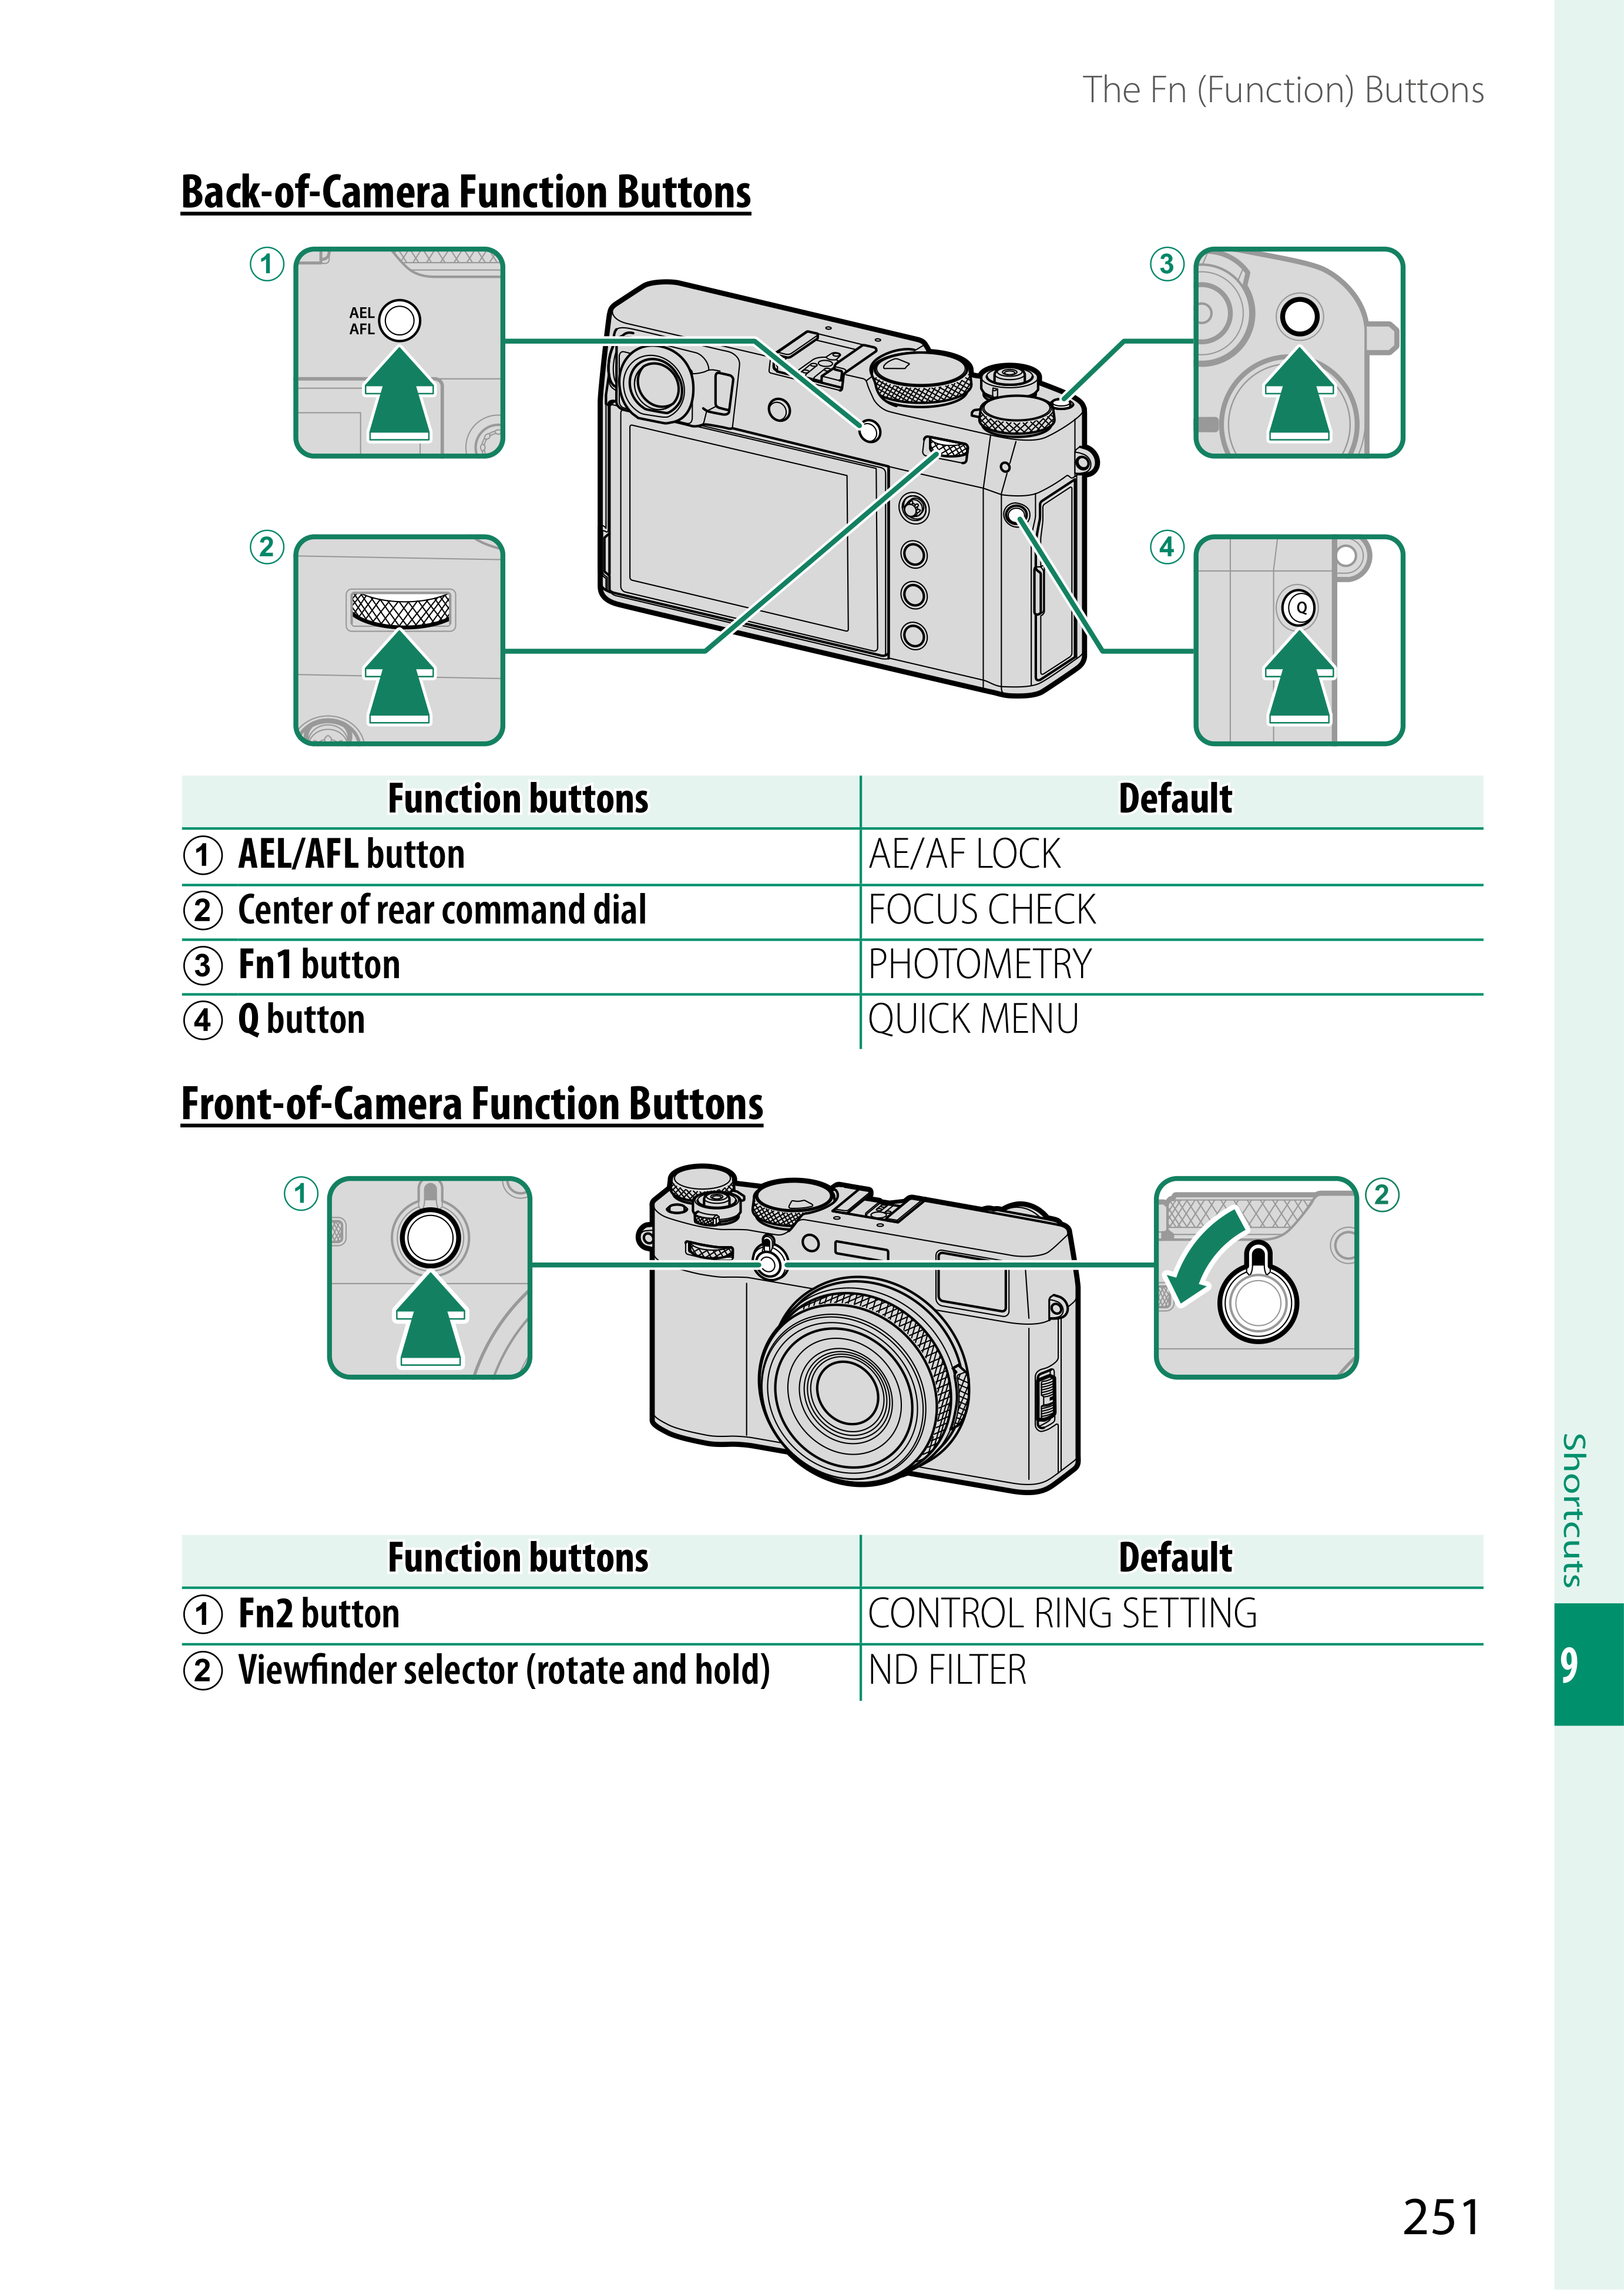 The Fn (Function) Buttons
Back-of-Camera Function Buttons
1
AEL
AFL
3
2
4
Q
Function buttons Default
1 AEL/AFL button AE/AF LOCK
2 Center of rear command dial FOCUS CHECK
3 Fn1 button PHOTOMETRY
4 Q button QUICK MENU
Front-of-Camera Function Buttons
1
2
Function buttons Default
1 Fn2 button CONTROL RING SETTING
2 Viewfinder selector (rotate and hold) ND FILTER
Shortcuts
9
251